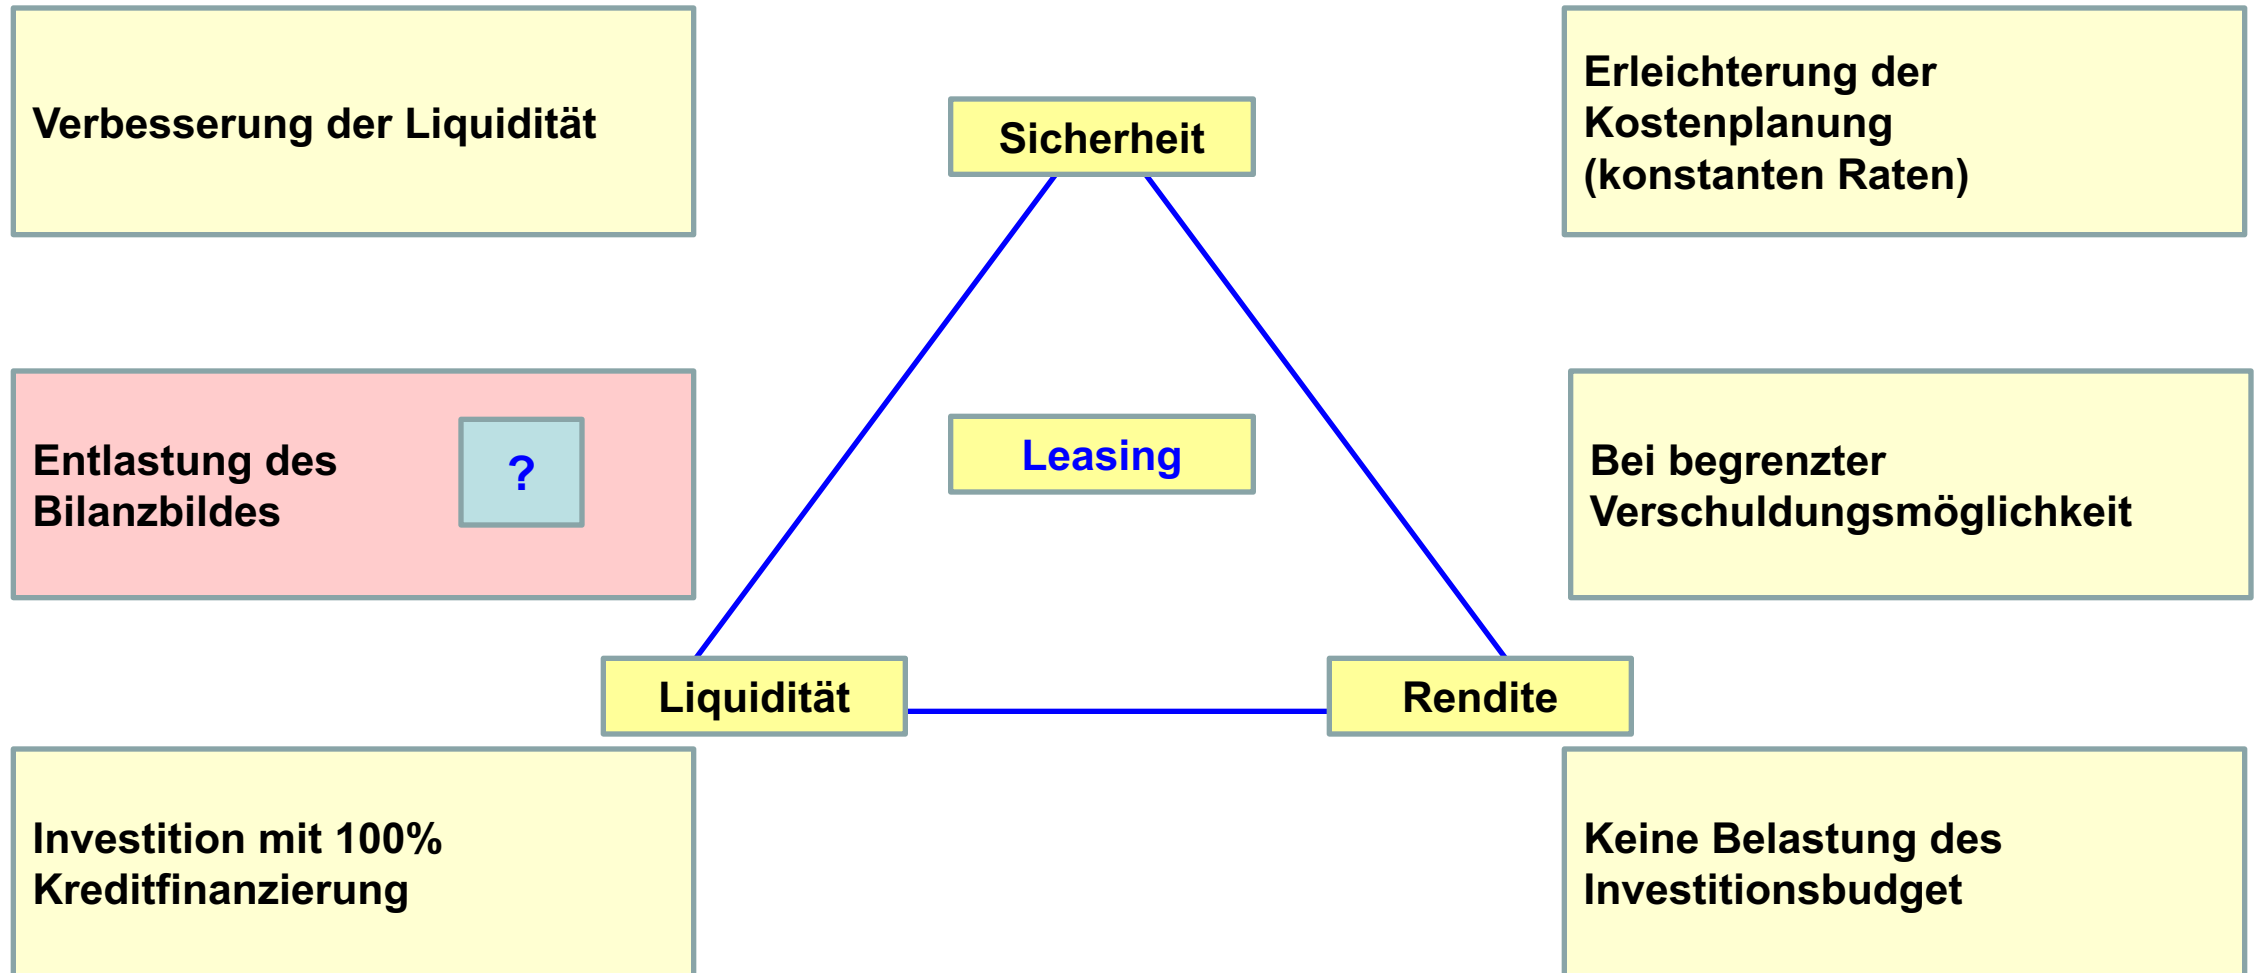 Verbesserung der Liquidität
Sicherheit
Erleichterung der
Kostenplanung
(konstanten Raten)
Entlastung des
Bilanzbildes
?
Leasing
Bei begrenzter
Verschuldungsmöglichkeit
Liquidität
Rendite
Investition mit 100%
Kreditfinanzierung
Keine Belastung des
Investitionsbudget